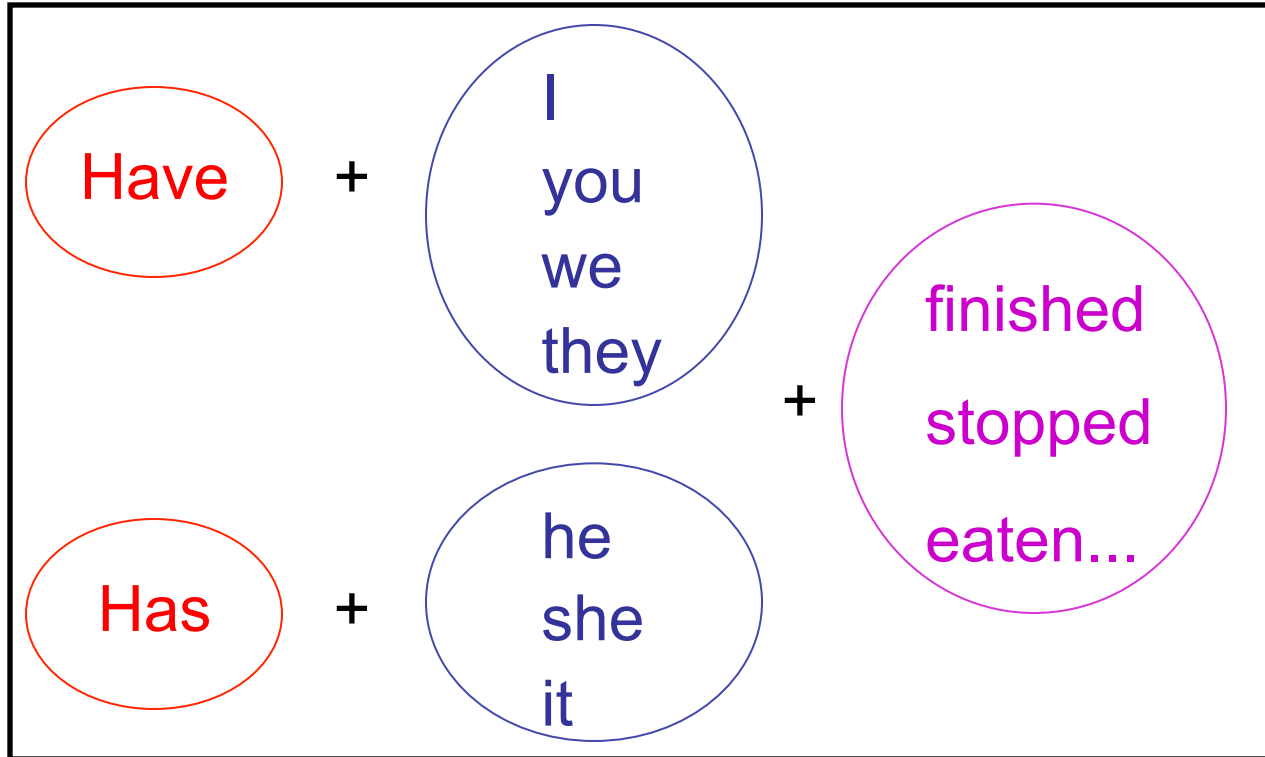 Have + I
you
we
they
+
finished
stopped
eaten...
Has + he
she
it